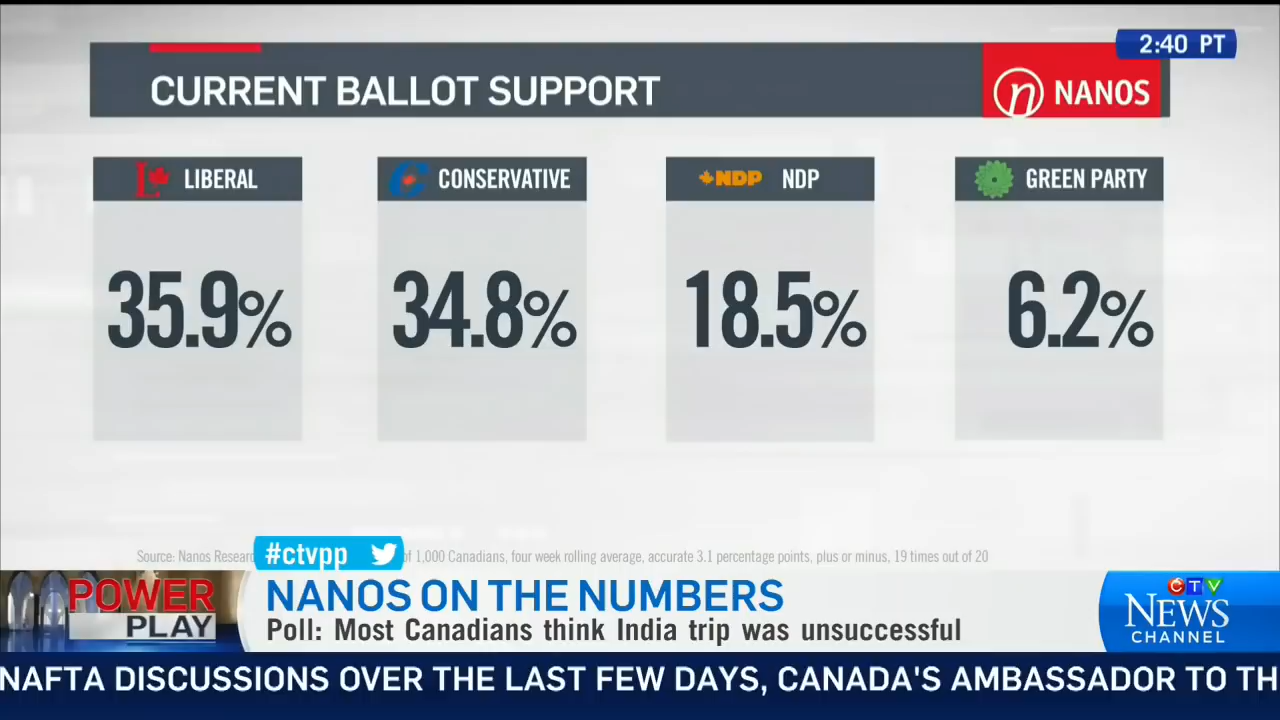 2:40 PT
CURRENT BALLOT SUPPORT
NANOS
LIBERAL
CONSERVATIVE
NDP NDP
GREEN PARTY
35.9%
34.8%
18.5%
6.2%
Source: Nanos Resear
#ctvpp
of 1,000 Canadians, four week rolling average, accurate 3.1 percentage points, plus or minus, 19 times out of 20
POWER
PLAY
NANOS ON THE NUMBERS
Poll: Most Canadians think India trip was unsuccessful
CTV
NEWS
CHANNEL
NAFTA DISCUSSIONS OVER THE LAST FEW DAYS, CANADA'S AMBASSADOR TO TH